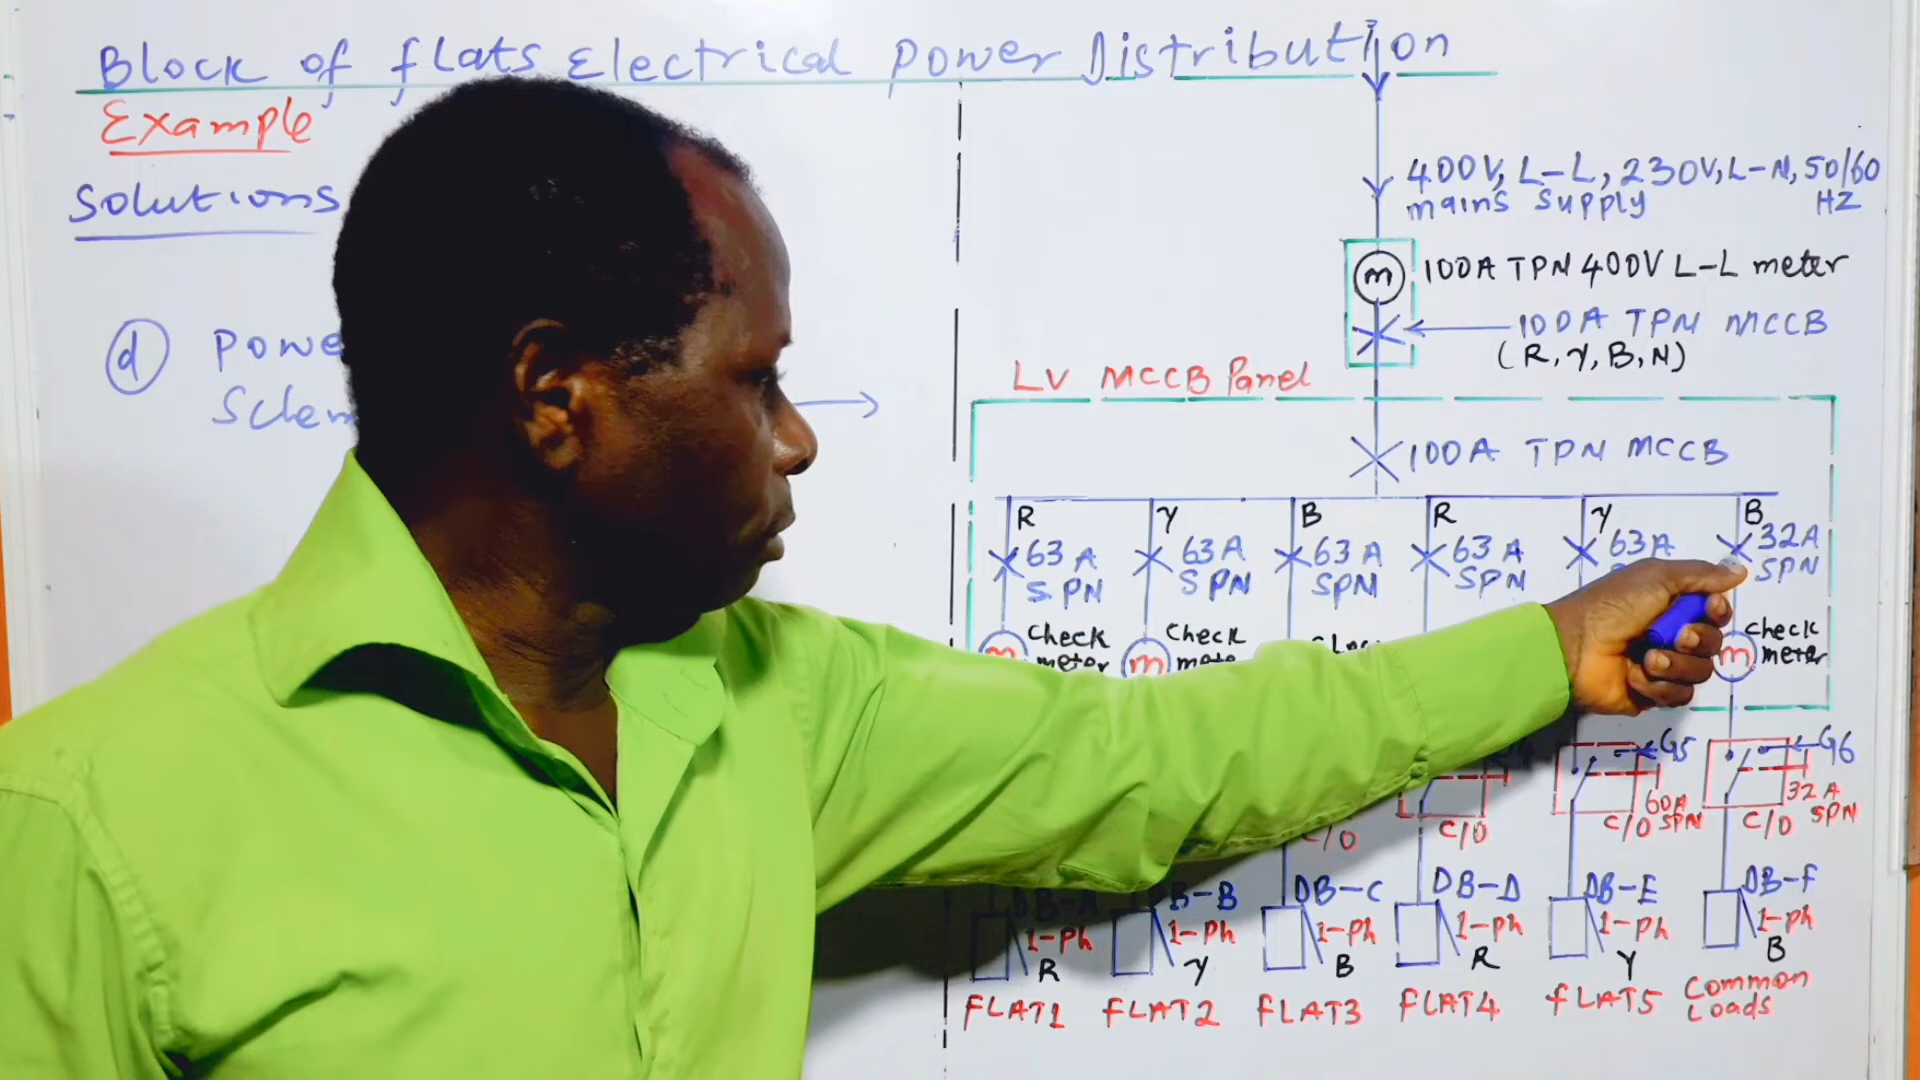 Block of flats Electrical Power Distribution
Example
Solutions
d
400V, L-L, 230V, L-N, 50/60
mains supply HZ
m 100A TPN 400V L-L meter
100A TPN MCCB
(R, Y, B, N)
LV MCCB Panel
100A TPN MCCB
R Y B R Y B
63A 63A 63A 63A 63A 32A
SPN SPN SPN SPN SPN
Check Check Check
m meter m m meter
G5 G6
60A 32A
SPN SPN
C/O C/O C/O C/O
DB-A DB-B DB-C DB-D DB-E DB-F
1-Ph 1-Ph 1-Ph 1-Ph 1-Ph 1-Ph
R Y B R Y B
FLAT1 FLAT2 FLAT3 FLAT4 FLAT5 Common
Loads